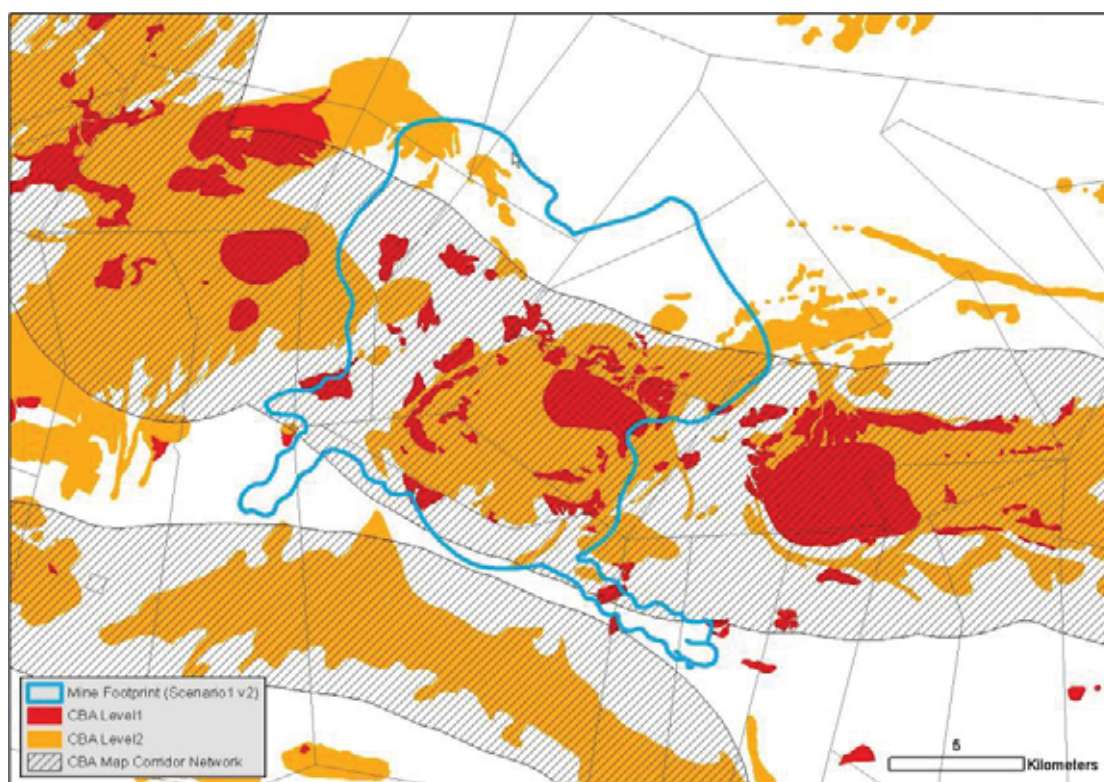 Mine Footprint (Scenario1 v2)
CBA Level1
CBA Level2
CBA Map Corridor Network
5
Kilometers